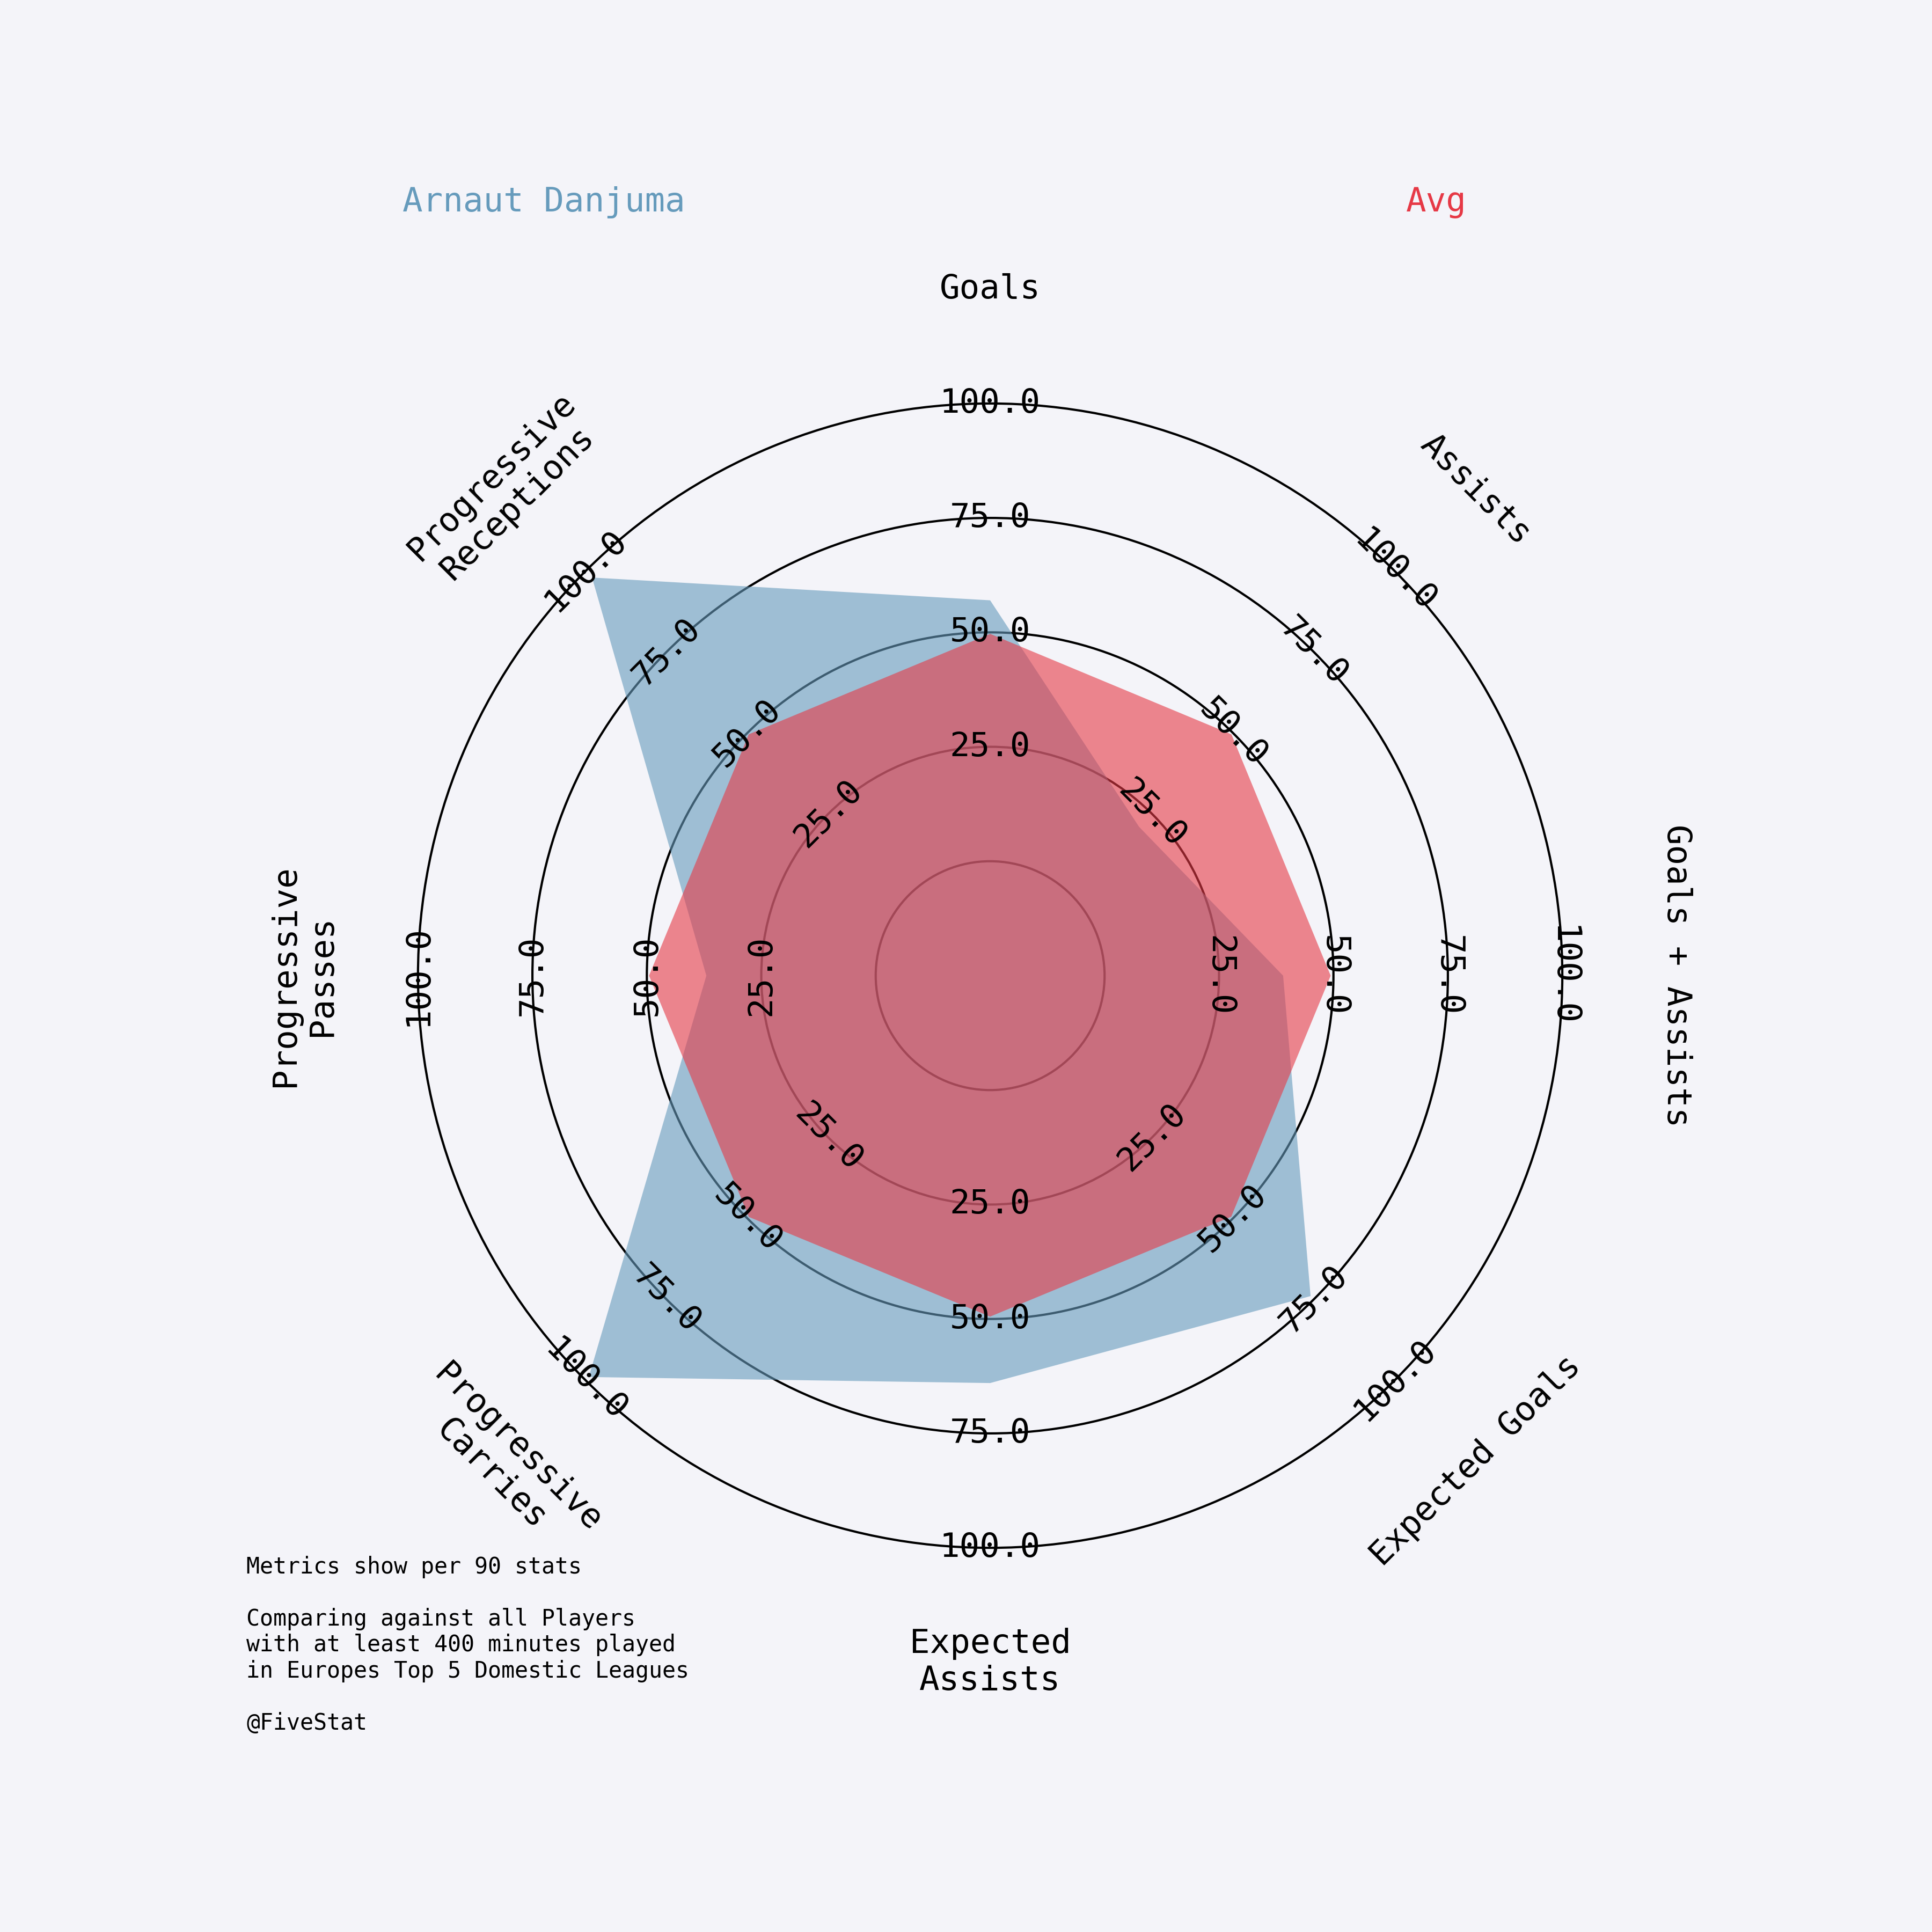 Arnaut Danjuma
Avg
Goals
Assists
Goals + Assists
Expected Goals
Expected
Assists
Progressive
Carries
Progressive
Passes
Progressive
Receptions
25.0
50.0
75.0
100.0
25.0
50.0
75.0
100.0
25.0
50.0
75.0
100.0
25.0
50.0
75.0
100.0
25.0
50.0
75.0
100.0
25.0
50.0
75.0
100.0
25.0
50.0
75.0
100.0
25.0
50.0
75.0
100.0
Metrics show per 90 stats
Comparing against all Players
with at least 400 minutes played
in Europes Top 5 Domestic Leagues
@FiveStat